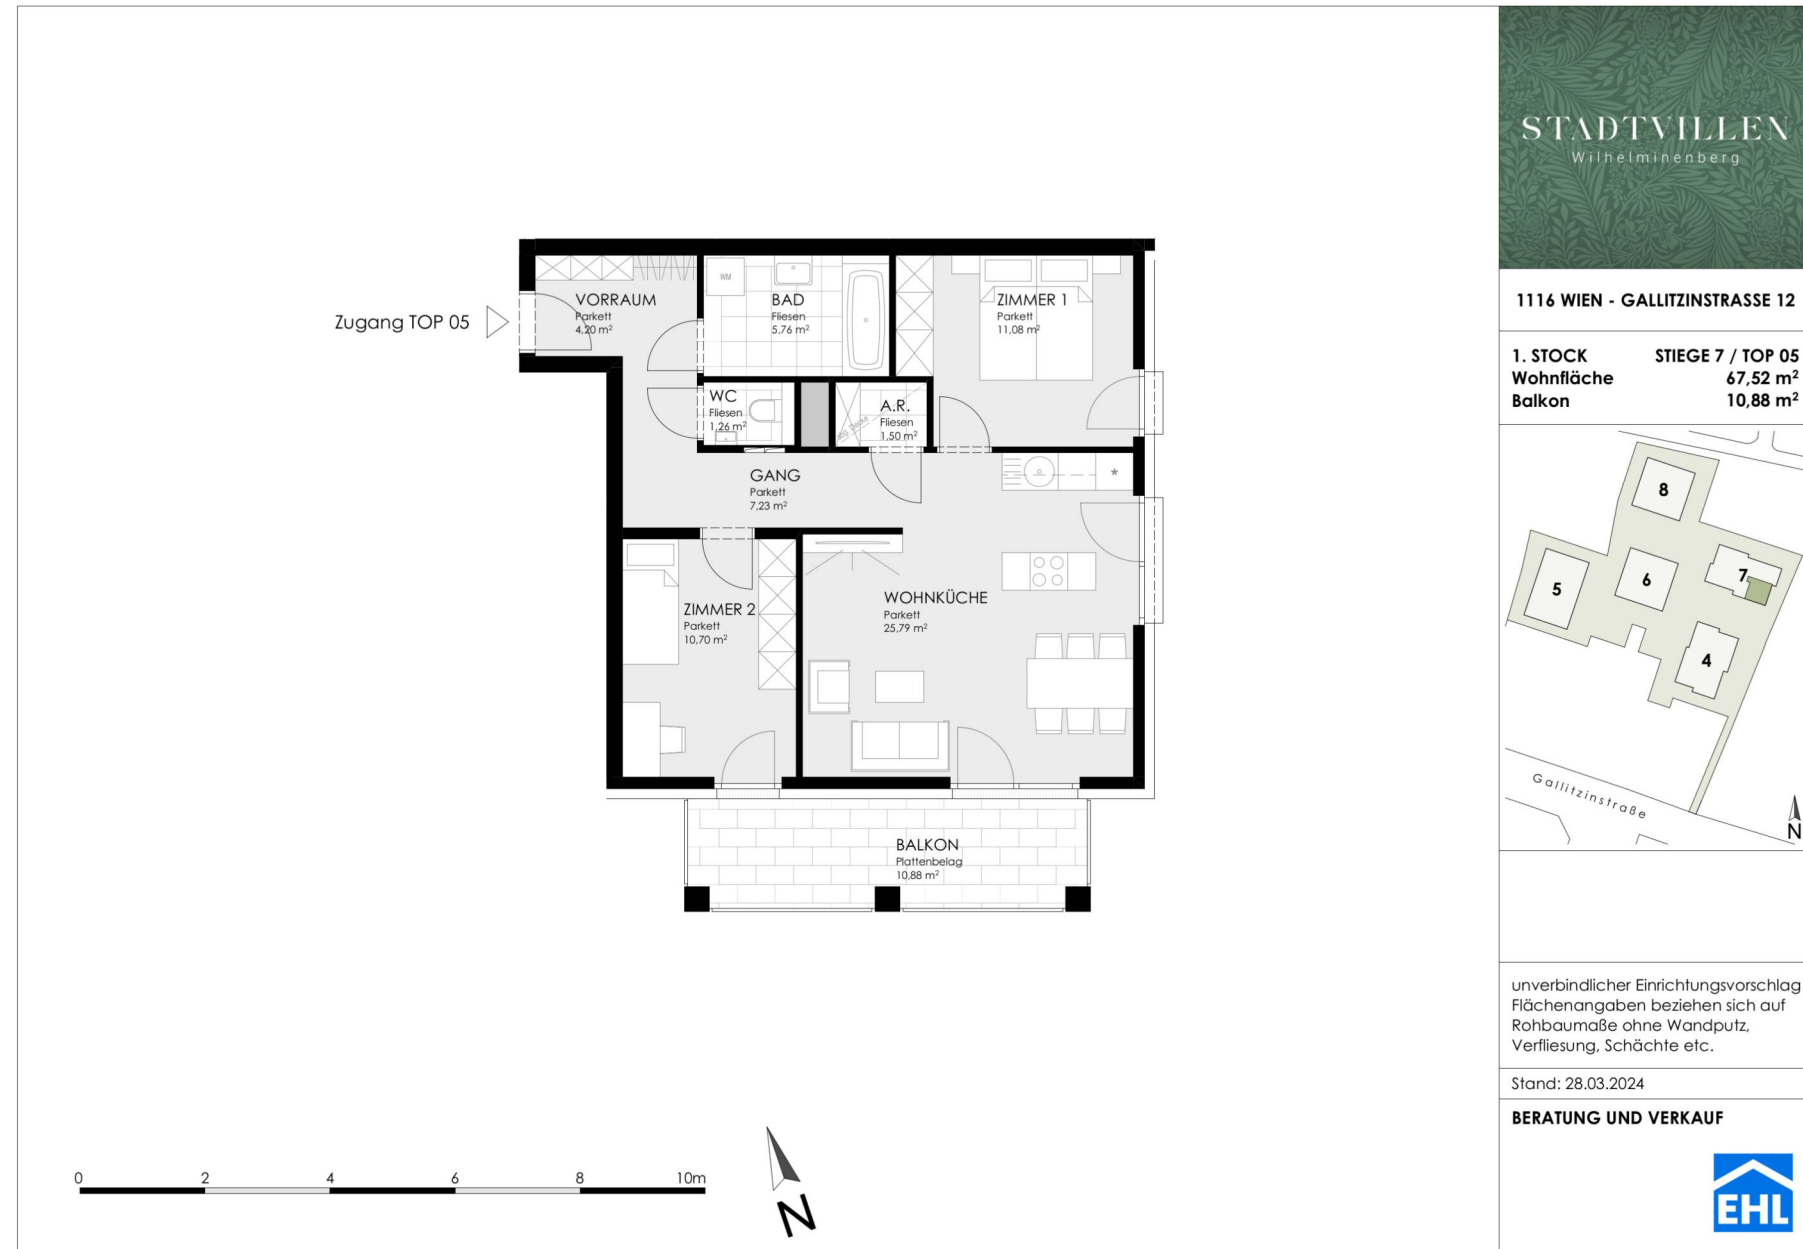 STADTVILLEN
Wilhelminenberg
1116 WIEN - GALLITZINSTRASSE 12
1. STOCK STIEGE 7 / TOP 05
Wohnfläche 67,52 m²
Balkon 10,88 m²
8
7
6
5
4
Gallitzinstraße
N
unverbindlicher Einrichtungsvorschlag
Flächenangaben beziehen sich auf
Rohbaumaße ohne Wandputz,
Verfliesung, Schächte etc.
Stand: 28.03.2024
BERATUNG UND VERKAUF
EHL
Zugang TOP 05
VORRAUM
Parkett
4,20 m²
WM
BAD
Fliesen
5,76 m²
ZIMMER 1
Parkett
11,08 m²
WC
Fliesen
1,26 m²
A.R.
Fliesen
1,50 m²
abg. Decke
GANG
Parkett
7,23 m²
*
ZIMMER 2
Parkett
10,70 m²
WOHNKÜCHE
Parkett
25,79 m²
BALKON
Plattenbelag
10,88 m²
0 2 4 6 8 10m
N